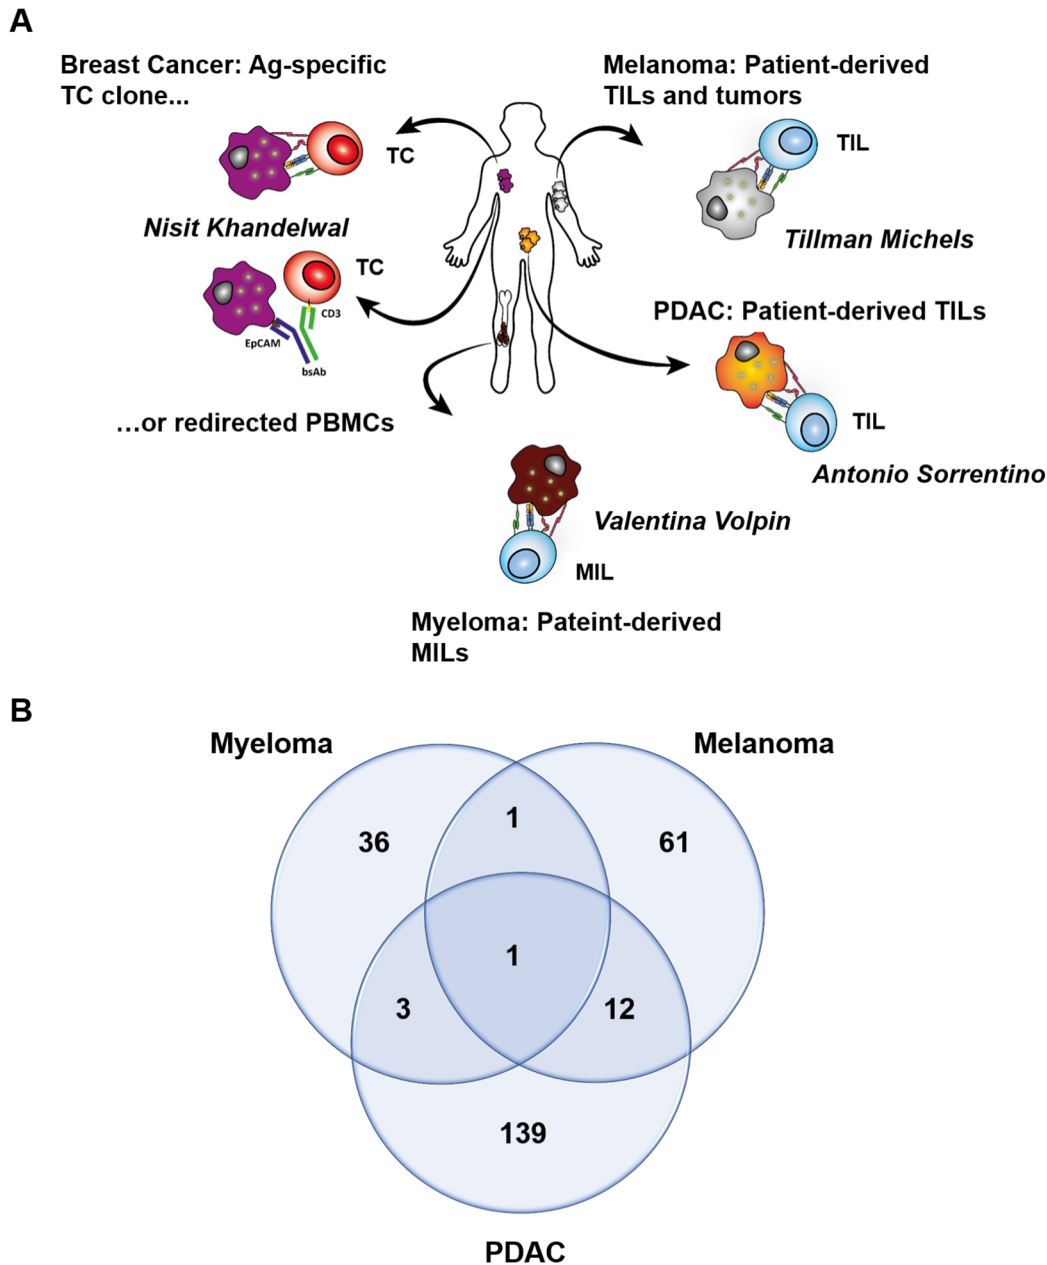 A
Breast Cancer: Ag-specific
TC clone...
TC
Nisit Khandelwal
TC
CD3
EpCAM
bsAb
…or redirected PBMCs
Melanoma: Patient-derived
TILs and tumors
TIL
Tillman Michels
PDAC: Patient-derived TILs
TIL
Antonio Sorrentino
Valentina Volpin
MIL
Myeloma: Pateint-derived
MILs
B
Myeloma
Melanoma
1
36
61
1
3
12
139
PDAC